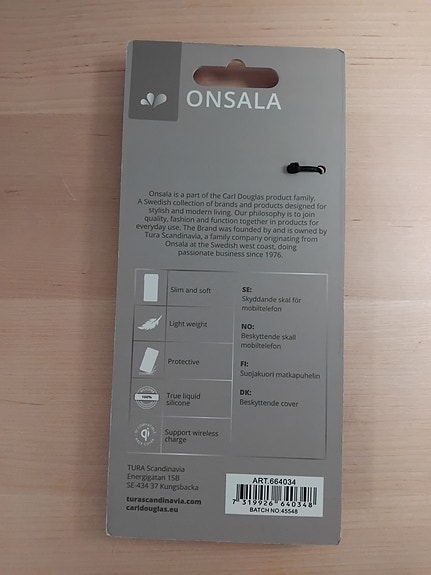 ONSALA
Onsala is a part of the Carl Douglas product family.
A Swedish collection of brands and products designed for
stylish and modern living. Our philosophy is to join
quality, fashion and function together in products for
everyday use. The Brand was founded by and is owned by
Tura Scandinavia, a family company originating from
Onsala at the Swedish west coast, doing
passionate business since 1976.
Slim and soft
Light weight
Protective
100%
True liquid
silicone
qi
Support wireless
charge
SE:
Skyddande skal för
mobiltelefon
NO:
Beskyttende skall
mobiltelefon
FI:
Suojakuori matkapuhelin
DK:
Beskyttende cover
TURA Scandinavia
Energigatan 15B
SE-434 37 Kungsbacka
turascandinavia.com
carldouglas.eu
ART.664034
7 319926 640348
BATCH NO:45548